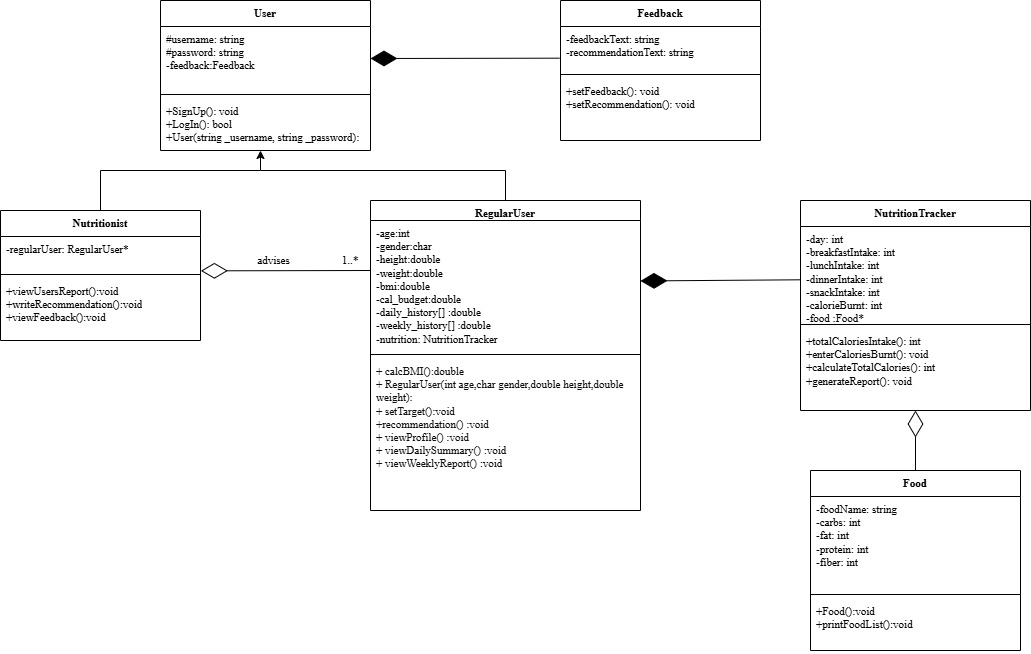 User
#username: string
#password: string
-feedback:Feedback
+SignUp(): void
+LogIn(): bool
+User(string _username, string _password):
Feedback
-feedbackText: string
-recommendationText: string
+setFeedback(): void
+setRecommendation(): void
Nutritionist
-regularUser: RegularUser*
+viewUsersReport():void
+writeRecommendation():void
+viewFeedback():void
advises
1..*
RegularUser
-age:int
-gender:char
-height:double
-weight:double
-bmi:double
-cal_budget:double
-daily_history[] :double
-weekly_history[] :double
-nutrition: NutritionTracker
+ calcBMI():double
+ RegularUser(int age,char gender,double height,double
weight):
+ setTarget():void
+recommendation() :void
+ viewProfile() :void
+ viewDailySummary() :void
+ viewWeeklyReport() :void
NutritionTracker
-day: int
-breakfastIntake: int
-lunchIntake: int
-dinnerIntake: int
-snackIntake: int
-calorieBurnt: int
-food :Food*
+totalCaloriesIntake(): int
+enterCaloriesBurnt(): void
+calculateTotalCalories(): int
+generateReport(): void
Food
-foodName: string
-carbs: int
-fat: int
-protein: int
-fiber: int
+Food():void
+printFoodList():void